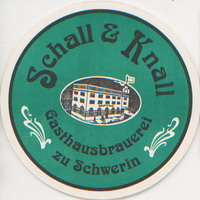 Schall & Knall
Gasthausbrauerei
zu Schwerin